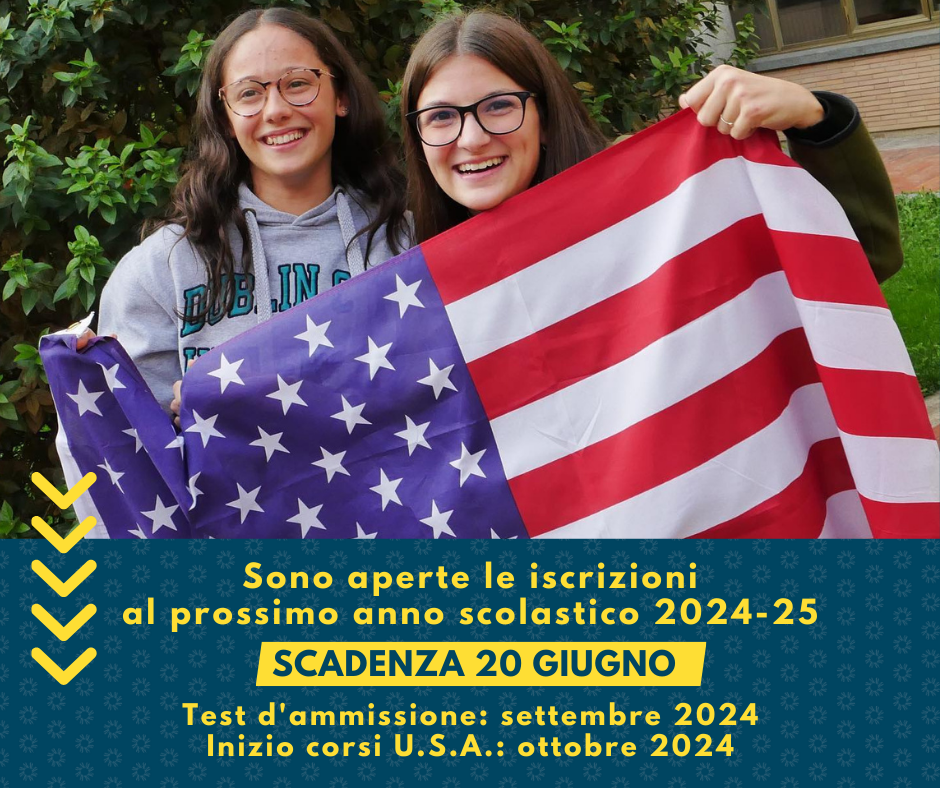 DUBLIN
Sono aperte le iscrizioni
al prossimo anno scolastico 2024-25
SCADENZA 20 GIUGNO
Test d'ammissione: settembre 2024
Inizio corsi U.S.A.: ottobre 2024